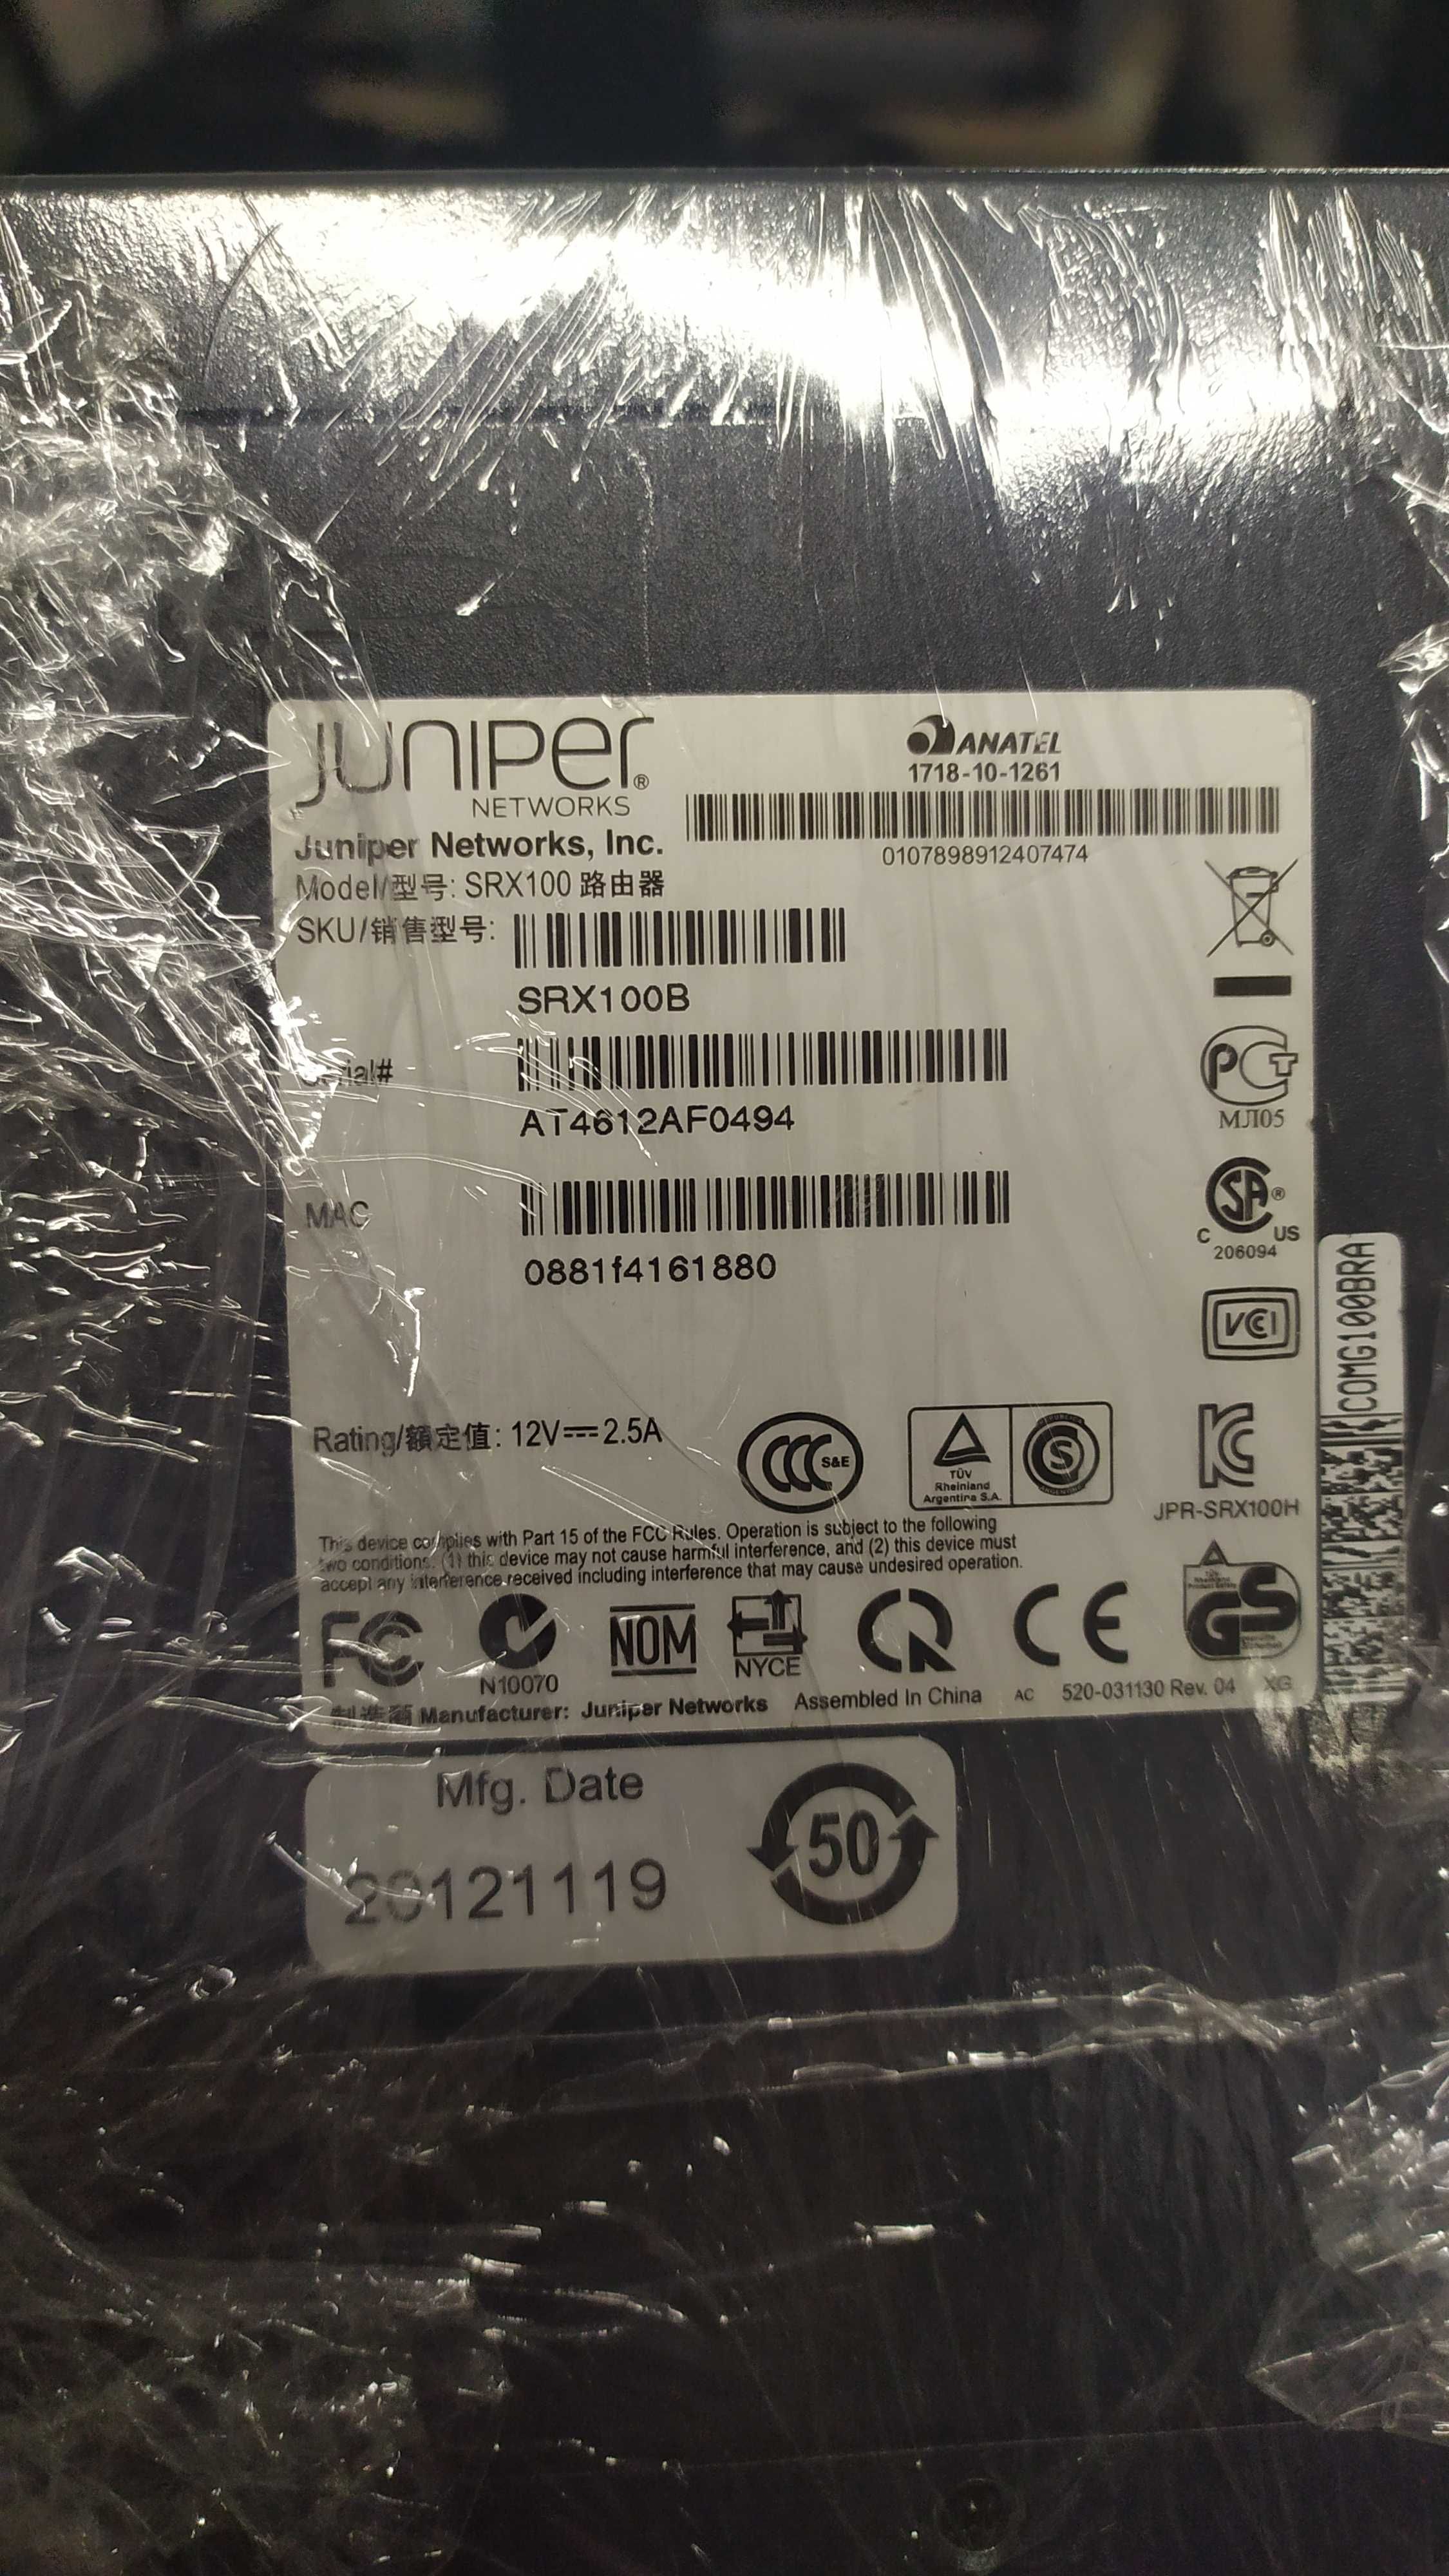 Juniper®
NETWORKS
ANATEL
1718-10-1261
0107898912407474
Juniper Networks, Inc.
Model/型号: SRX100 路由器
SKU/销售型号:
SRX100B
Serial#
AT4612AF0494
MAC
0881f4161880
PCT
МЛ05
SA®
C US
206094
VCI
COMG100BRA
Rating/額定值: 12V⎓2.5A
CCC S&E
TÜV
Rheinland
Argentina S.A.
S
KC
JPR-SRX100H
This device complies with Part 15 of the FCC Rules. Operation is subject to the following
two conditions. (1) this device may not cause harmful interference, and (2) this device must
accept any interference received including interference that may cause undesired operation.
FC
N10070
NOM
NYCE
CE
GS
製造商 Manufacturer: Juniper Networks Assembled In China AC 520-031130 Rev. 04 XG
Mfg. Date
20121119
50